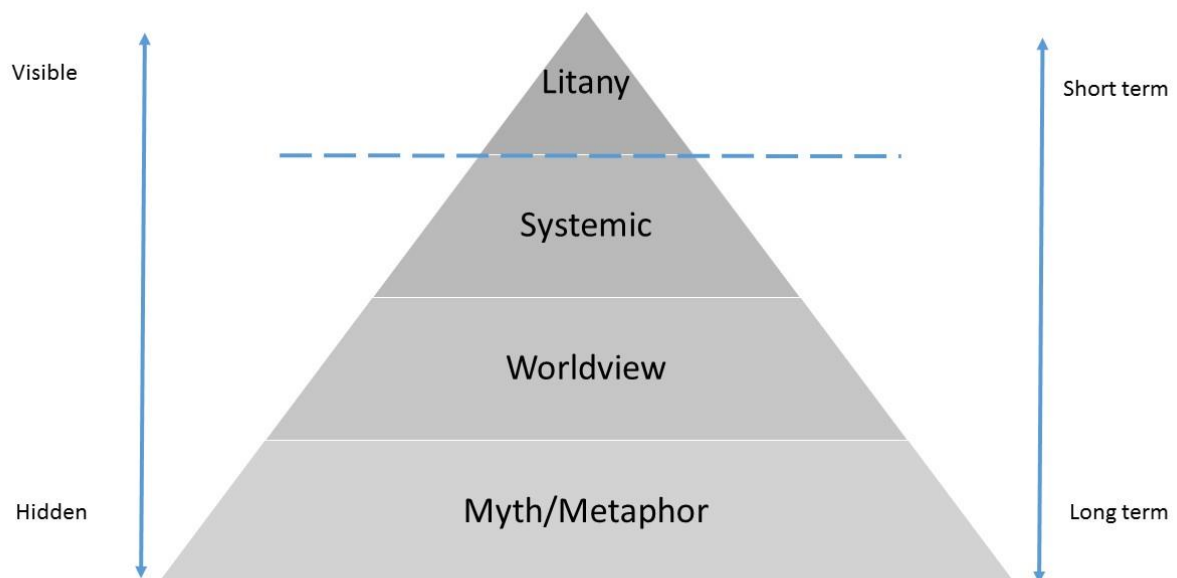 Visible
Litany
Short term
Systemic
Worldview
Hidden
Myth/Metaphor
Long term